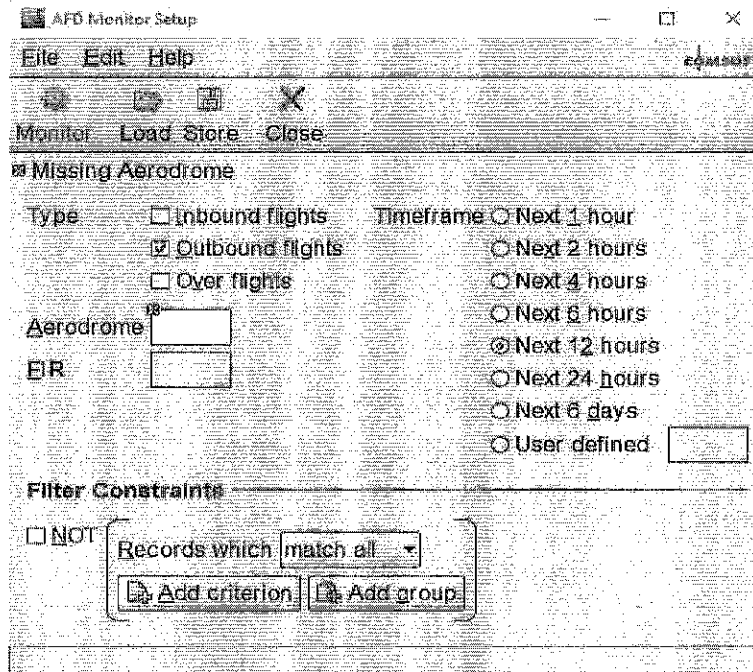 AFD Monitor Setup
File Edit Help
COMSOFT
Monitor Load Store Close
Missing Aerodrome
Type Inbound flights Timeframe Next 1 hour
Outbound flights Next 2 hours
Over flights Next 4 hours
Aerodrome Next 6 hours
FIR Next 12 hours
Next 24 hours
Next 6 days
User defined
Filter Constraints
NOT Records which match all
Add criterion Add group